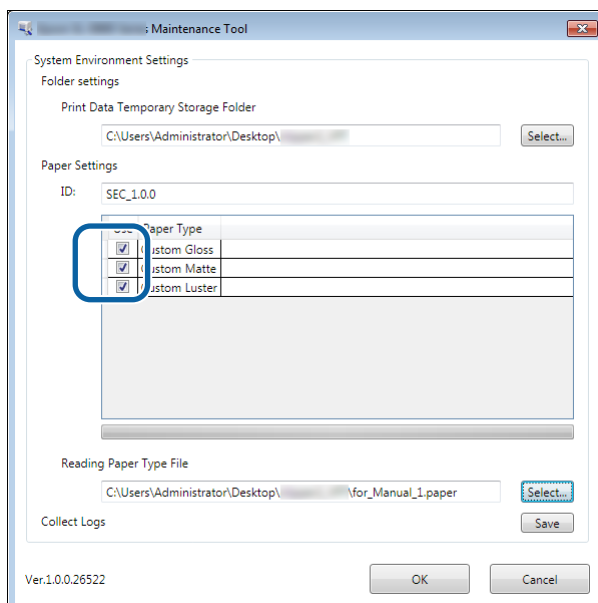 : Maintenance Tool
System Environment Settings
Folder settings
Print Data Temporary Storage Folder
C:\Users\Administrator\Desktop\
Select...
Paper Settings
ID:
SEC_1.0.0
Paper Type
Custom Gloss
Custom Matte
Custom Luster
Reading Paper Type File
C:\Users\Administrator\Desktop\ \for_Manual_1.paper
Select...
Collect Logs
Save
Ver.1.0.0.26522
OK
Cancel